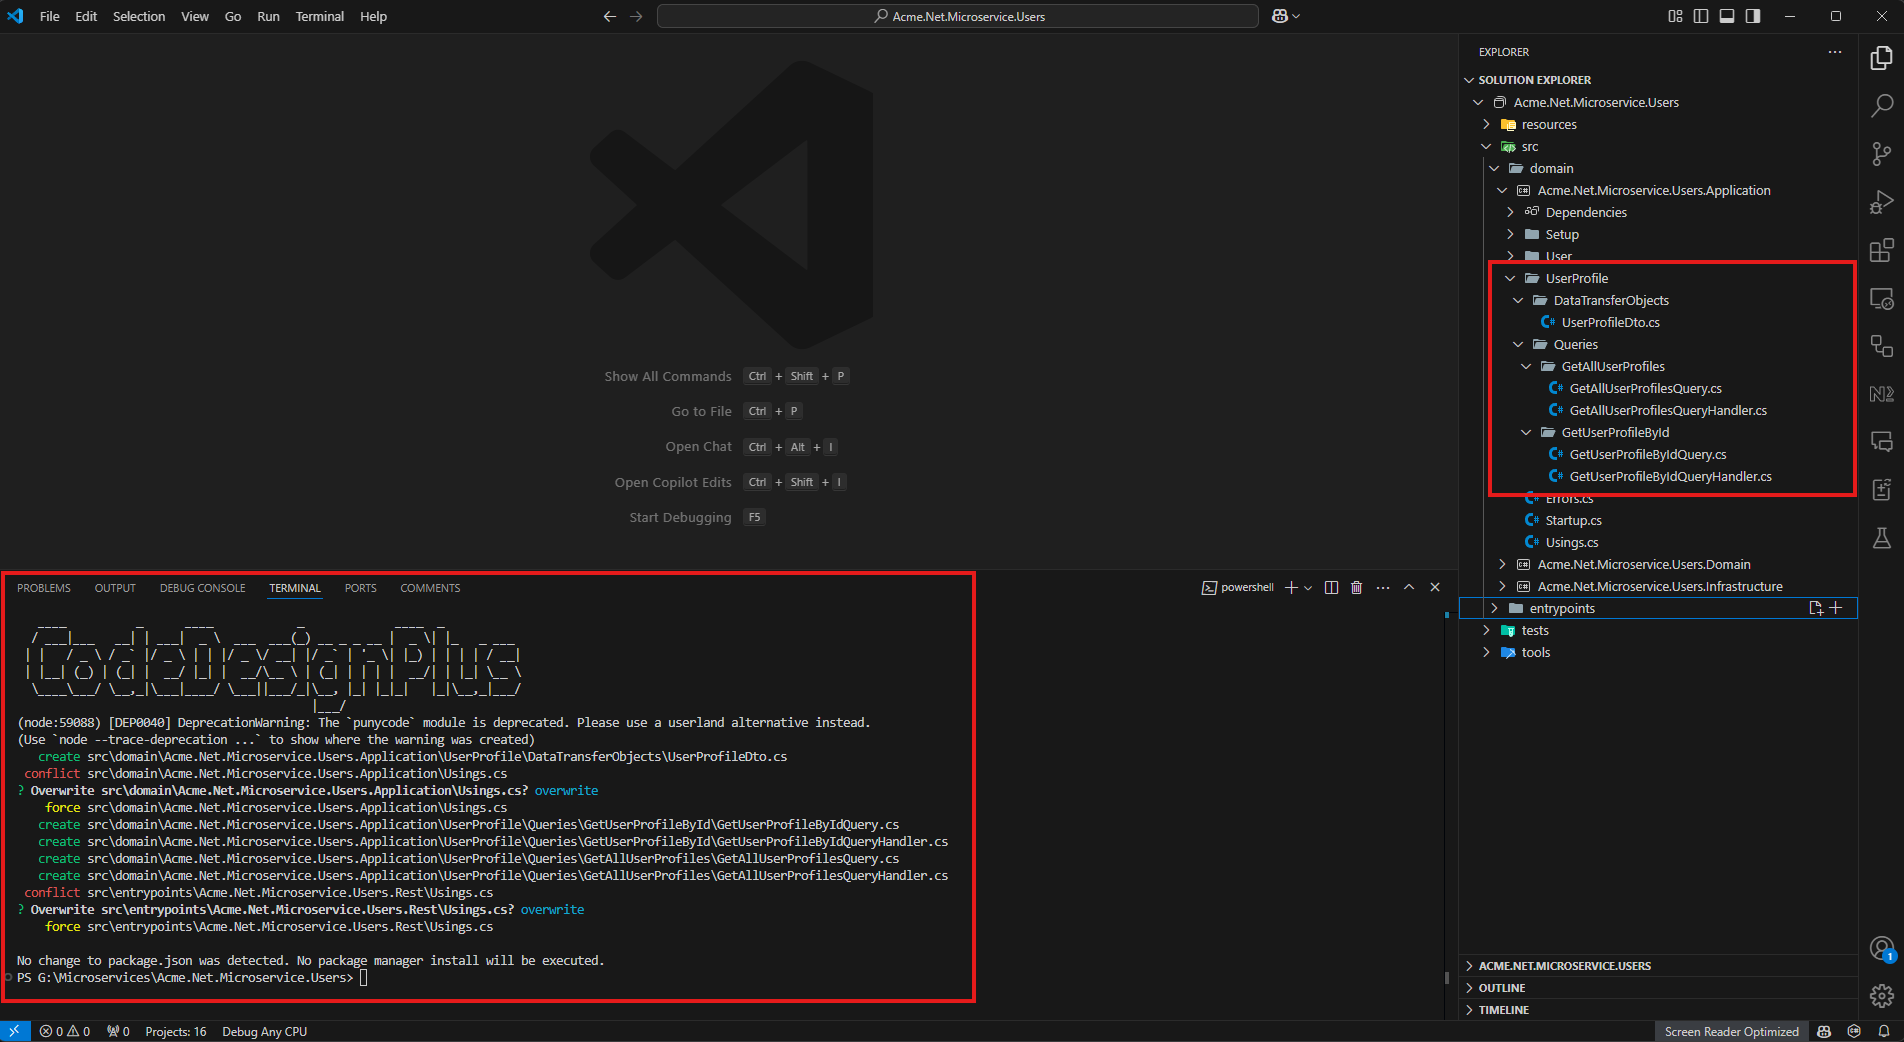 File Edit Selection View Go Run Terminal Help
Acme.Net.Microservice.Users
Show All Commands Ctrl + Shift + P
Go to File Ctrl + P
Open Chat Ctrl + Alt + I
Open Copilot Edits Ctrl + Shift + I
Start Debugging F5
EXPLORER
SOLUTION EXPLORER
Acme.Net.Microservice.Users
resources
src
domain
Acme.Net.Microservice.Users.Application
Dependencies
Setup
User
UserProfile
DataTransferObjects
UserProfileDto.cs
Queries
GetAllUserProfiles
GetAllUserProfilesQuery.cs
GetAllUserProfilesQueryHandler.cs
GetUserProfileById
GetUserProfileByIdQuery.cs
GetUserProfileByIdQueryHandler.cs
Errors.cs
Startup.cs
Usings.cs
Acme.Net.Microservice.Users.Domain
Acme.Net.Microservice.Users.Infrastructure
entrypoints
tests
tools
ACME.NET.MICROSERVICE.USERS
OUTLINE
TIMELINE
PROBLEMS OUTPUT DEBUG CONSOLE TERMINAL PORTS COMMENTS
powershell
CodeDesignPlus
(node:59088) [DEP0040] DeprecationWarning: The `punycode` module is deprecated. Please use a userland alternative instead.
(Use `node --trace-deprecation ...` to show where the warning was created)
create src\domain\Acme.Net.Microservice.Users.Application\UserProfile\DataTransferObjects\UserProfileDto.cs
conflict src\domain\Acme.Net.Microservice.Users.Application\Usings.cs
? Overwrite src\domain\Acme.Net.Microservice.Users.Application\Usings.cs? overwrite
force src\domain\Acme.Net.Microservice.Users.Application\Usings.cs
create src\domain\Acme.Net.Microservice.Users.Application\UserProfile\Queries\GetUserProfileById\GetUserProfileByIdQuery.cs
create src\domain\Acme.Net.Microservice.Users.Application\UserProfile\Queries\GetUserProfileById\GetUserProfileByIdQueryHandler.cs
create src\domain\Acme.Net.Microservice.Users.Application\UserProfile\Queries\GetAllUserProfiles\GetAllUserProfilesQuery.cs
create src\domain\Acme.Net.Microservice.Users.Application\UserProfile\Queries\GetAllUserProfiles\GetAllUserProfilesQueryHandler.cs
conflict src\entrypoints\Acme.Net.Microservice.Users.Rest\Usings.cs
? Overwrite src\entrypoints\Acme.Net.Microservice.Users.Rest\Usings.cs? overwrite
force src\entrypoints\Acme.Net.Microservice.Users.Rest\Usings.cs
No change to package.json was detected. No package manager install will be executed.
PS G:\Microservices\Acme.Net.Microservice.Users>
0 0 0 Projects: 16 Debug Any CPU
Screen Reader Optimized
1